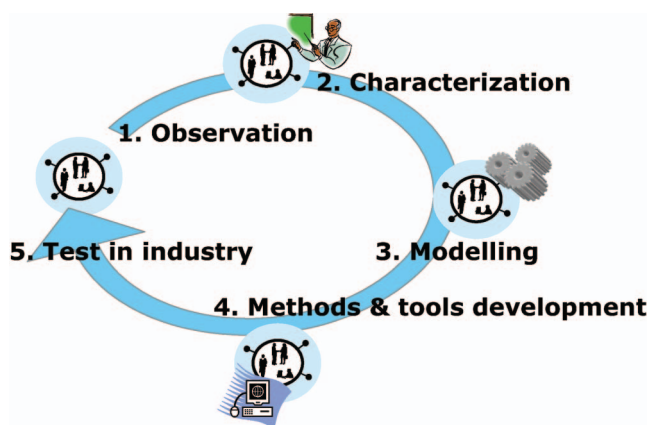 1. Observation
2. Characterization
3. Modelling
4. Methods & tools development
5. Test in industry